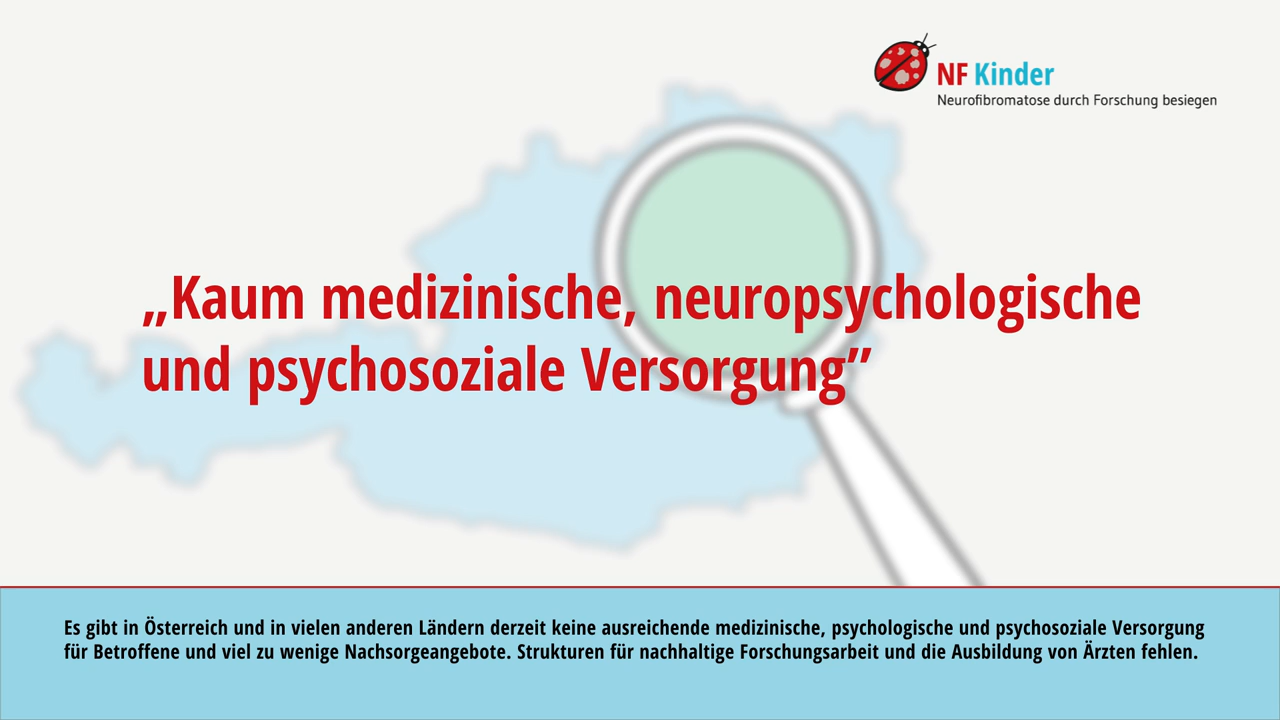 NF Kinder
Neurofibromatose durch Forschung besiegen
„Kaum medizinische, neuropsychologische
und psychosoziale Versorgung”
Es gibt in Österreich und in vielen anderen Ländern derzeit keine ausreichende medizinische, psychologische und psychosoziale Versorgung
für Betroffene und viel zu wenige Nachsorgeangebote. Strukturen für nachhaltige Forschungsarbeit und die Ausbildung von Ärzten fehlen.